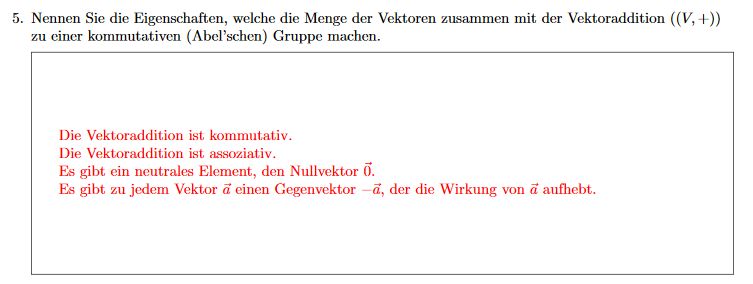 5. Nennen Sie die Eigenschaften, welche die Menge der Vektoren zusammen mit der Vektoraddition ((V, +))
zu einer kommutativen (Abel'schen) Gruppe machen.
Die Vektoraddition ist kommutativ.
Die Vektoraddition ist assoziativ.
Es gibt ein neutrales Element, den Nullvektor \vec{0}.
Es gibt zu jedem Vektor \vec{a} einen Gegenvektor −\vec{a}, der die Wirkung von \vec{a} aufhebt.